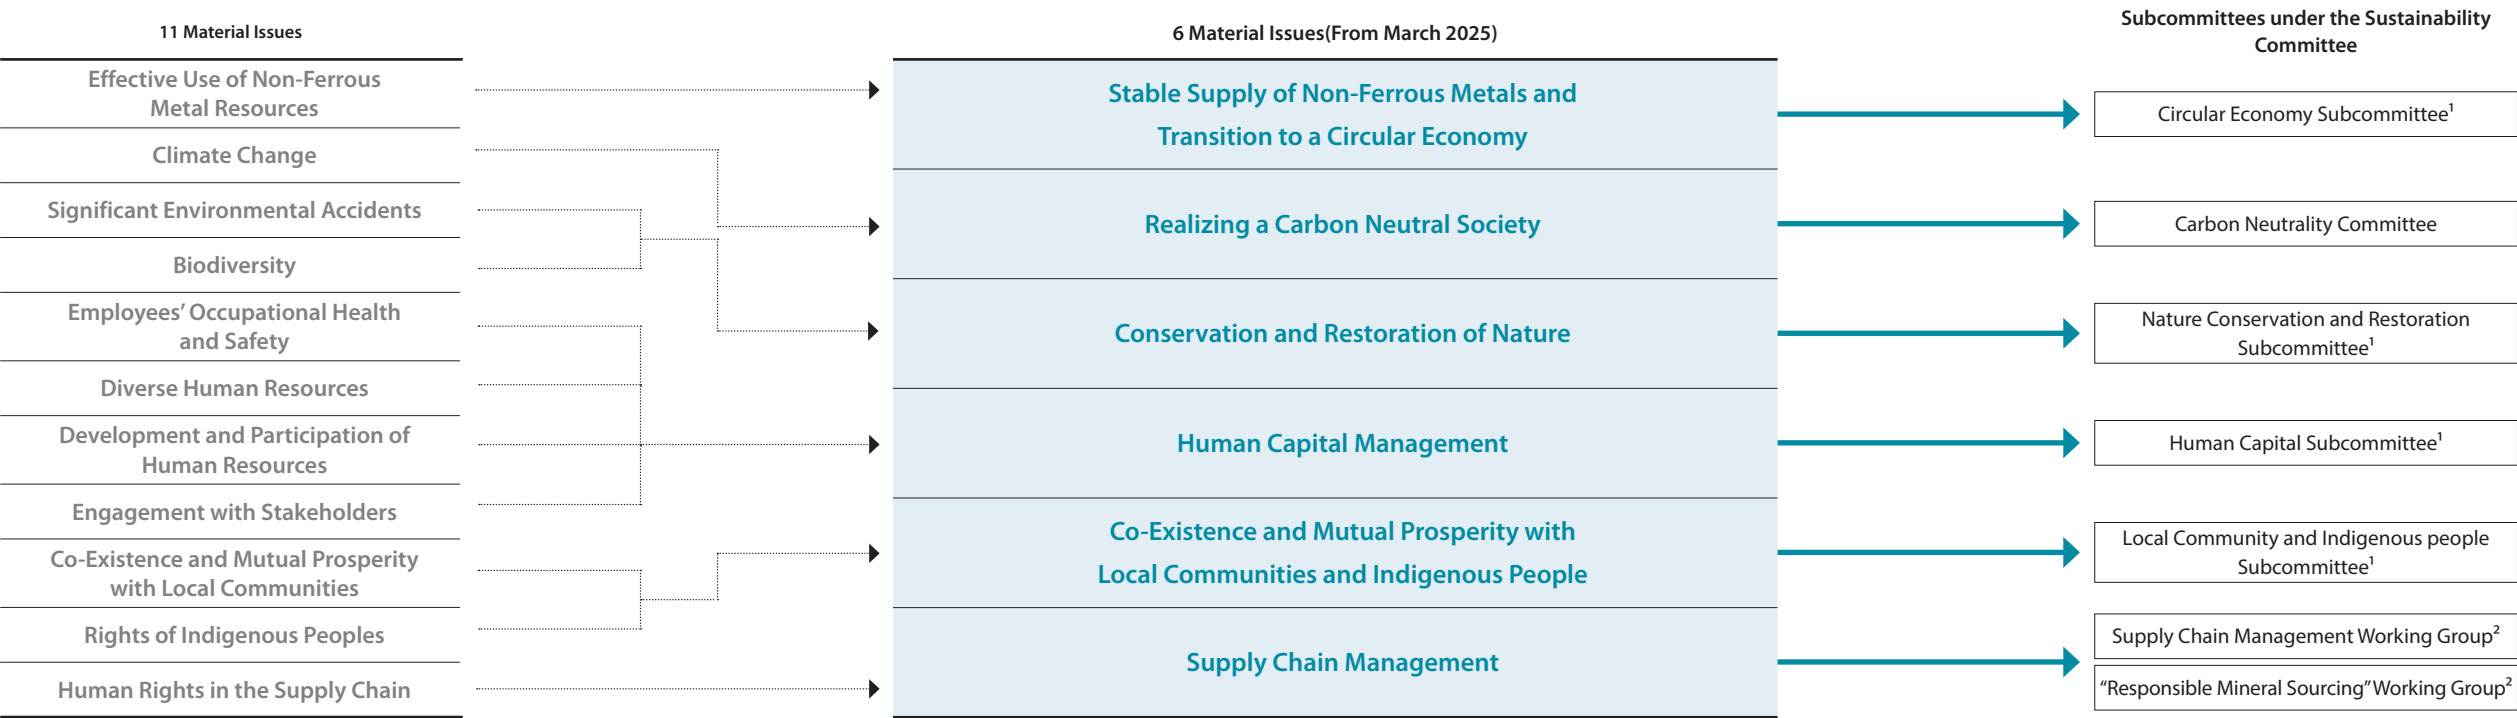 11 Material Issues
Effective Use of Non-Ferrous
Metal Resources
Climate Change
Significant Environmental Accidents
Biodiversity
Employees’ Occupational Health
and Safety
Diverse Human Resources
Development and Participation of
Human Resources
Engagement with Stakeholders
Co-Existence and Mutual Prosperity
with Local Communities
Rights of Indigenous Peoples
Human Rights in the Supply Chain
6 Material Issues(From March 2025)
Stable Supply of Non-Ferrous Metals and
Transition to a Circular Economy
Realizing a Carbon Neutral Society
Conservation and Restoration of Nature
Human Capital Management
Co-Existence and Mutual Prosperity with
Local Communities and Indigenous People
Supply Chain Management
Subcommittees under the Sustainability
Committee
Circular Economy Subcommittee¹
Carbon Neutrality Committee
Nature Conservation and Restoration
Subcommittee¹
Human Capital Subcommittee¹
Local Community and Indigenous people
Subcommittee¹
Supply Chain Management Working Group²
“Responsible Mineral Sourcing” Working Group²